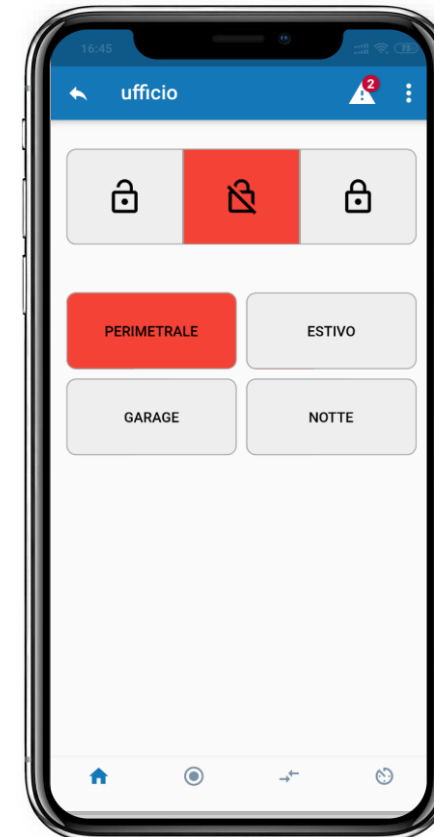 16:45
ufficio
2
PERIMETRALE
ESTIVO
GARAGE
NOTTE